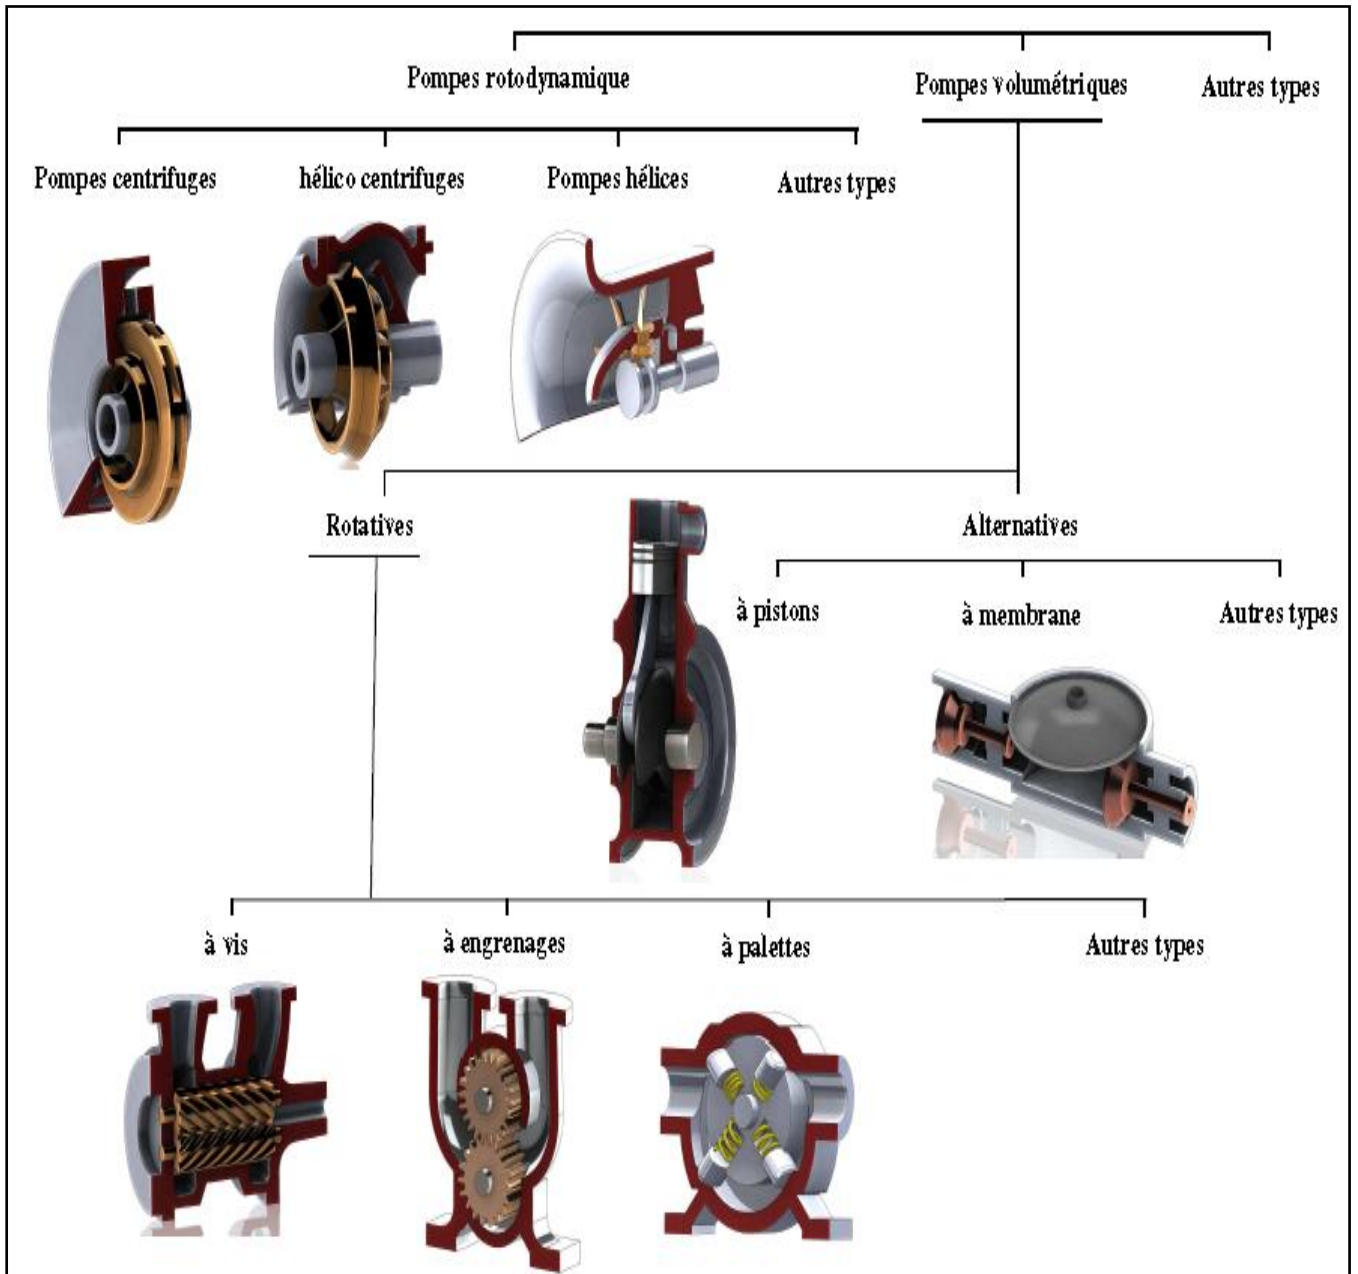 Pompes rotodynamique
Pompes volumétriques
Autres types
Pompes centrifuges
hélico centrifuges
Pompes hélices
Autres types
Rotatives
Alternatives
à pistons
à membrane
Autres types
à vis
à engrenages
à palettes
Autres types